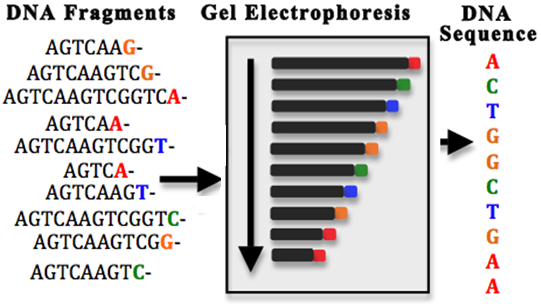 DNA Fragments
AGTCAAG-
AGTCAAGTCG-
AGTCAAGTCGGTCA-
AGTCAA-
AGTCAAGTCGGT-
AGTCA-
AGTCAAGT-
AGTCAAGTCGGTC-
AGTCAAGTCGG-
AGTCAAGTC-
Gel Electrophoresis
DNA
Sequence
A
C
T
G
G
C
T
G
A
A